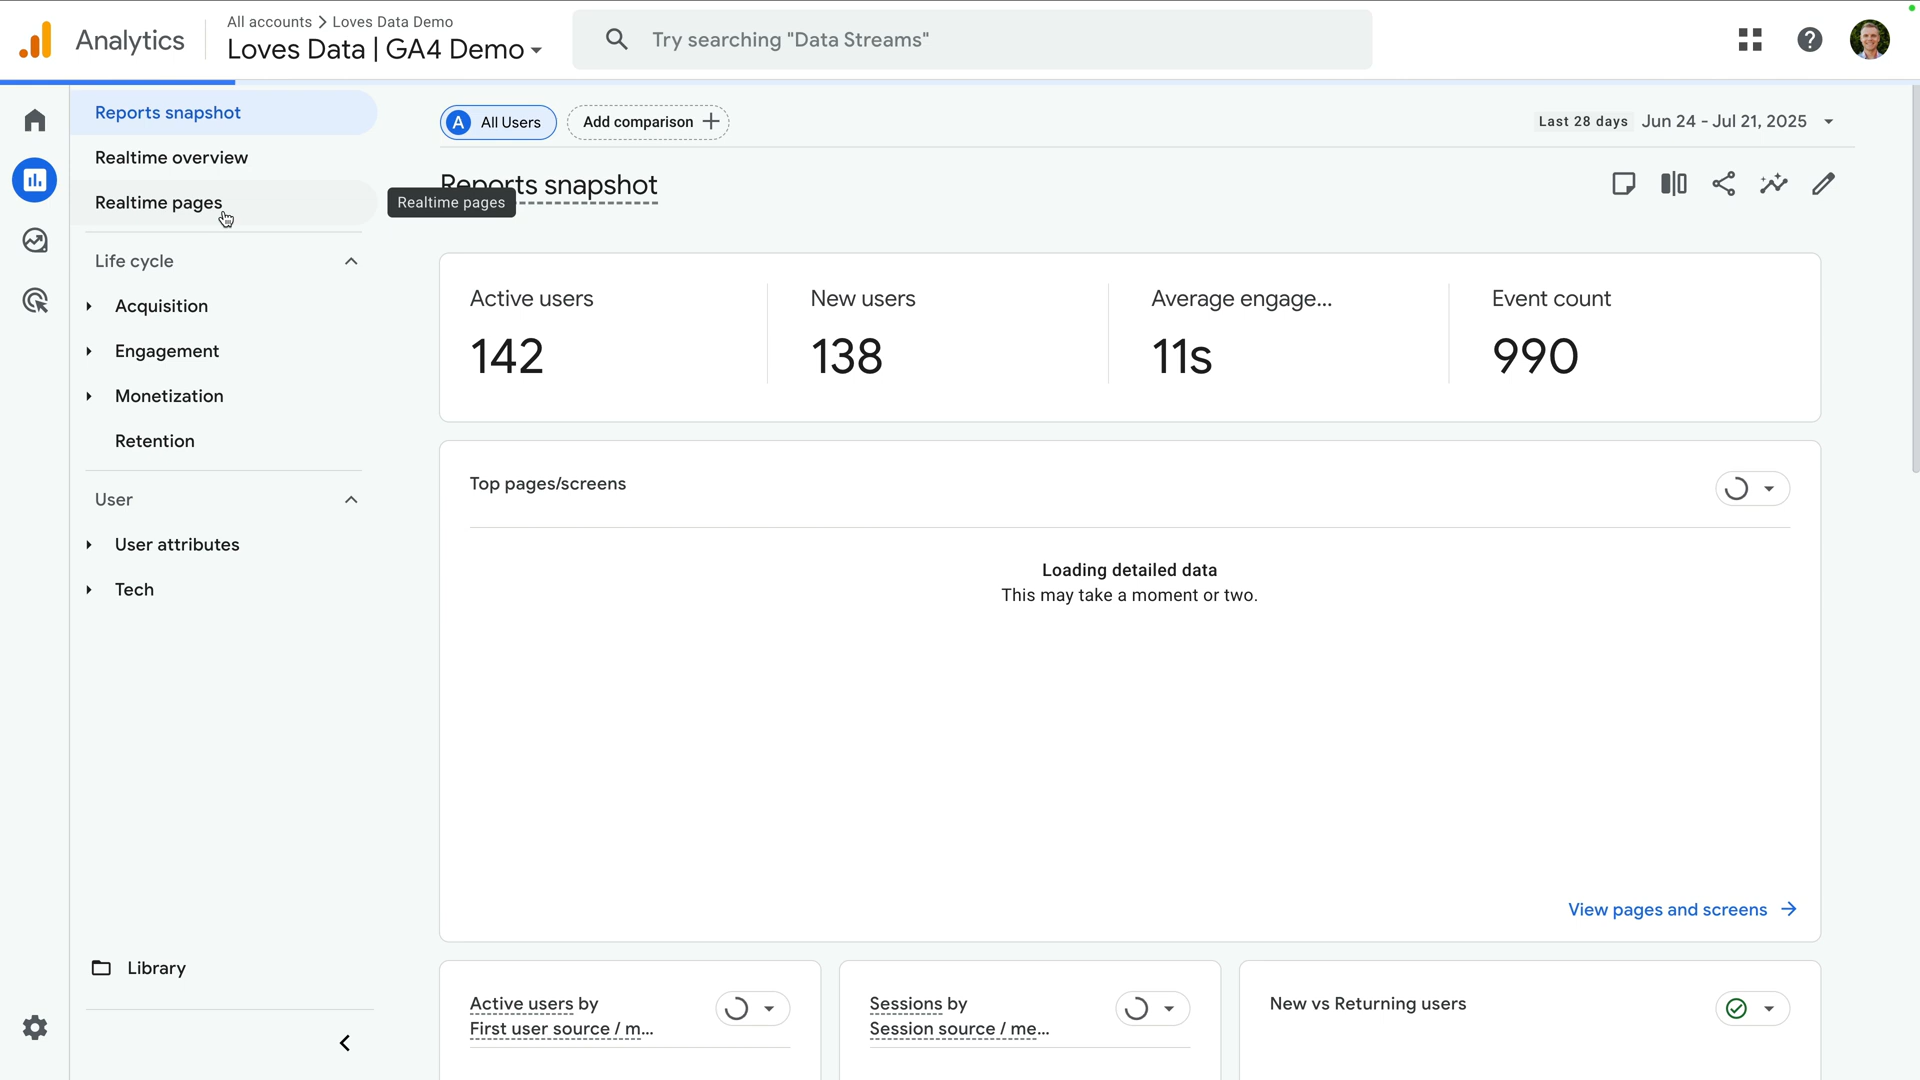 Analytics
All accounts > Loves Data Demo
Loves Data | GA4 Demo
Try searching "Data Streams"
Reports snapshot
Realtime overview
Realtime pages
Life cycle
Acquisition
Engagement
Monetization
Retention
User
User attributes
Tech
Library
A All Users
Add comparison
Last 28 days Jun 24 - Jul 21, 2025
Reports snapshot
Realtime pages
Active users
142
New users
138
Average engage...
11s
Event count
990
Top pages/screens
Loading detailed data
This may take a moment or two.
View pages and screens
Active users by
First user source / m...
Sessions by
Session source / me...
New vs Returning users